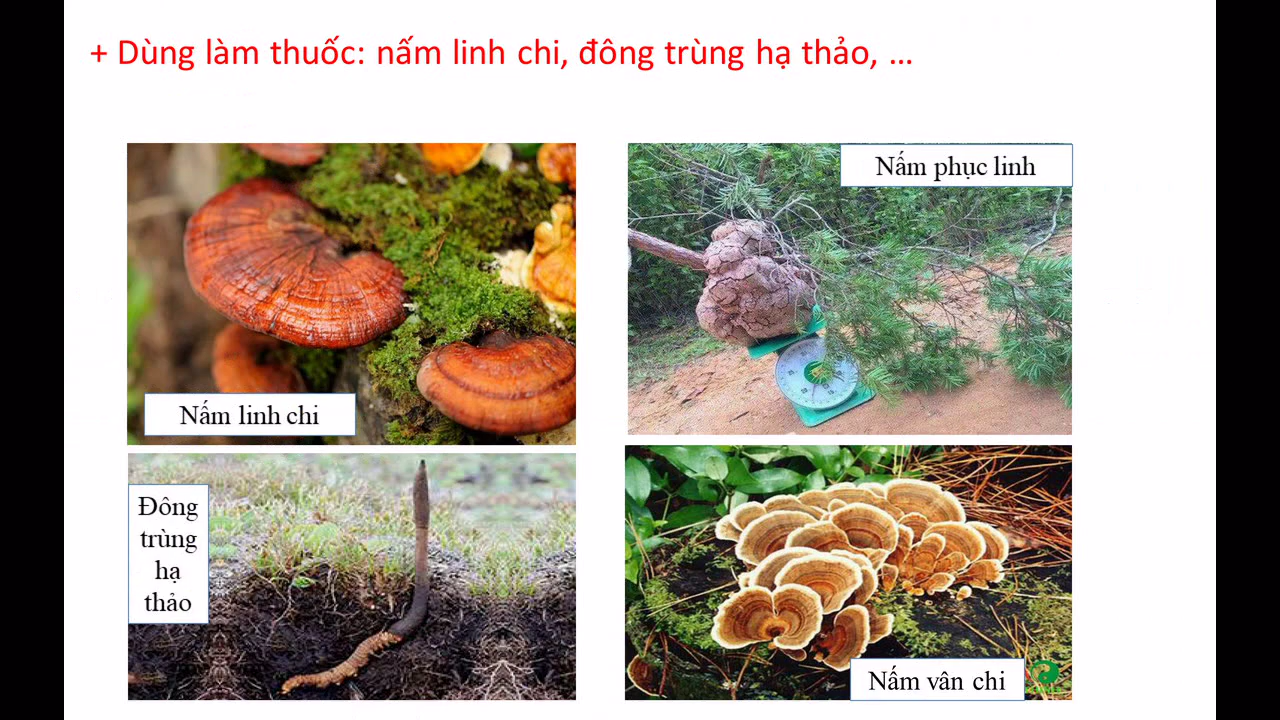 + Dùng làm thuốc: nấm linh chi, đông trùng hạ thảo, ...
Nấm phục linh
Nấm linh chi
Đông
trùng
hạ
thảo
Nấm vân chi